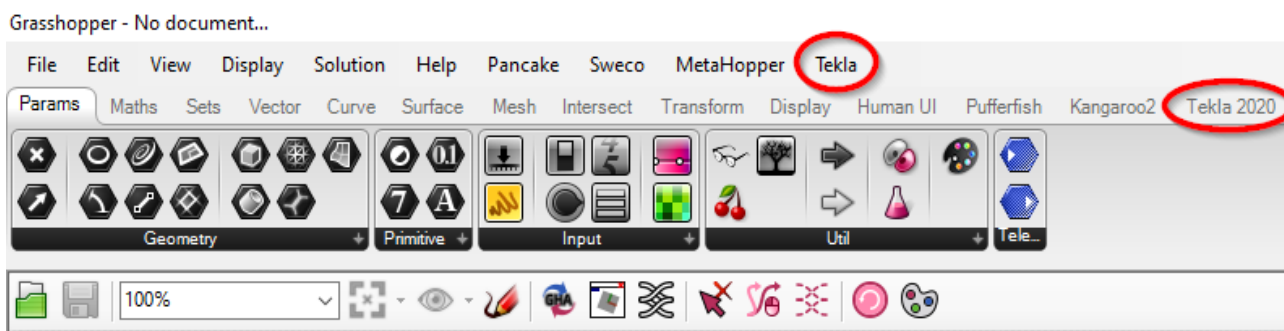 Grasshopper - No document...
File Edit View Display Solution Help Pancake Sweco MetaHopper Tekla
Params Maths Sets Vector Curve Surface Mesh Intersect Transform Display Human UI Pufferfish Kangaroo2 Tekla 2020
0.1
7 A
Geometry Primitive Input Util Tele...
100% GHA